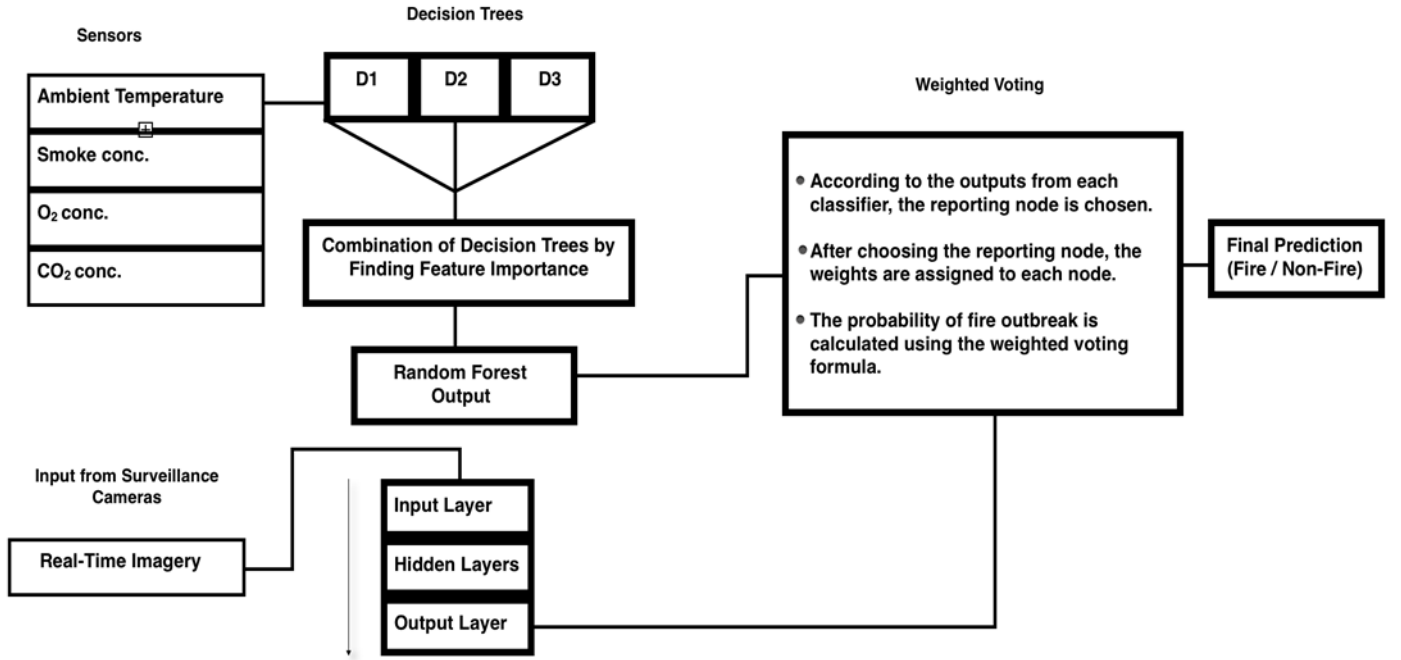 Decision Trees
Sensors
D1
D2
D3
Ambient Temperature
Smoke conc.
O₂ conc.
CO₂ conc.
Combination of Decision Trees by
Finding Feature Importance
Random Forest
Output
Weighted Voting
According to the outputs from each
classifier, the reporting node is chosen.
After choosing the reporting node, the
weights are assigned to each node.
The probability of fire outbreak is
calculated using the weighted voting
formula.
Final Prediction
(Fire / Non-Fire)
Input from Surveillance
Cameras
Real-Time Imagery
Input Layer
Hidden Layers
Output Layer